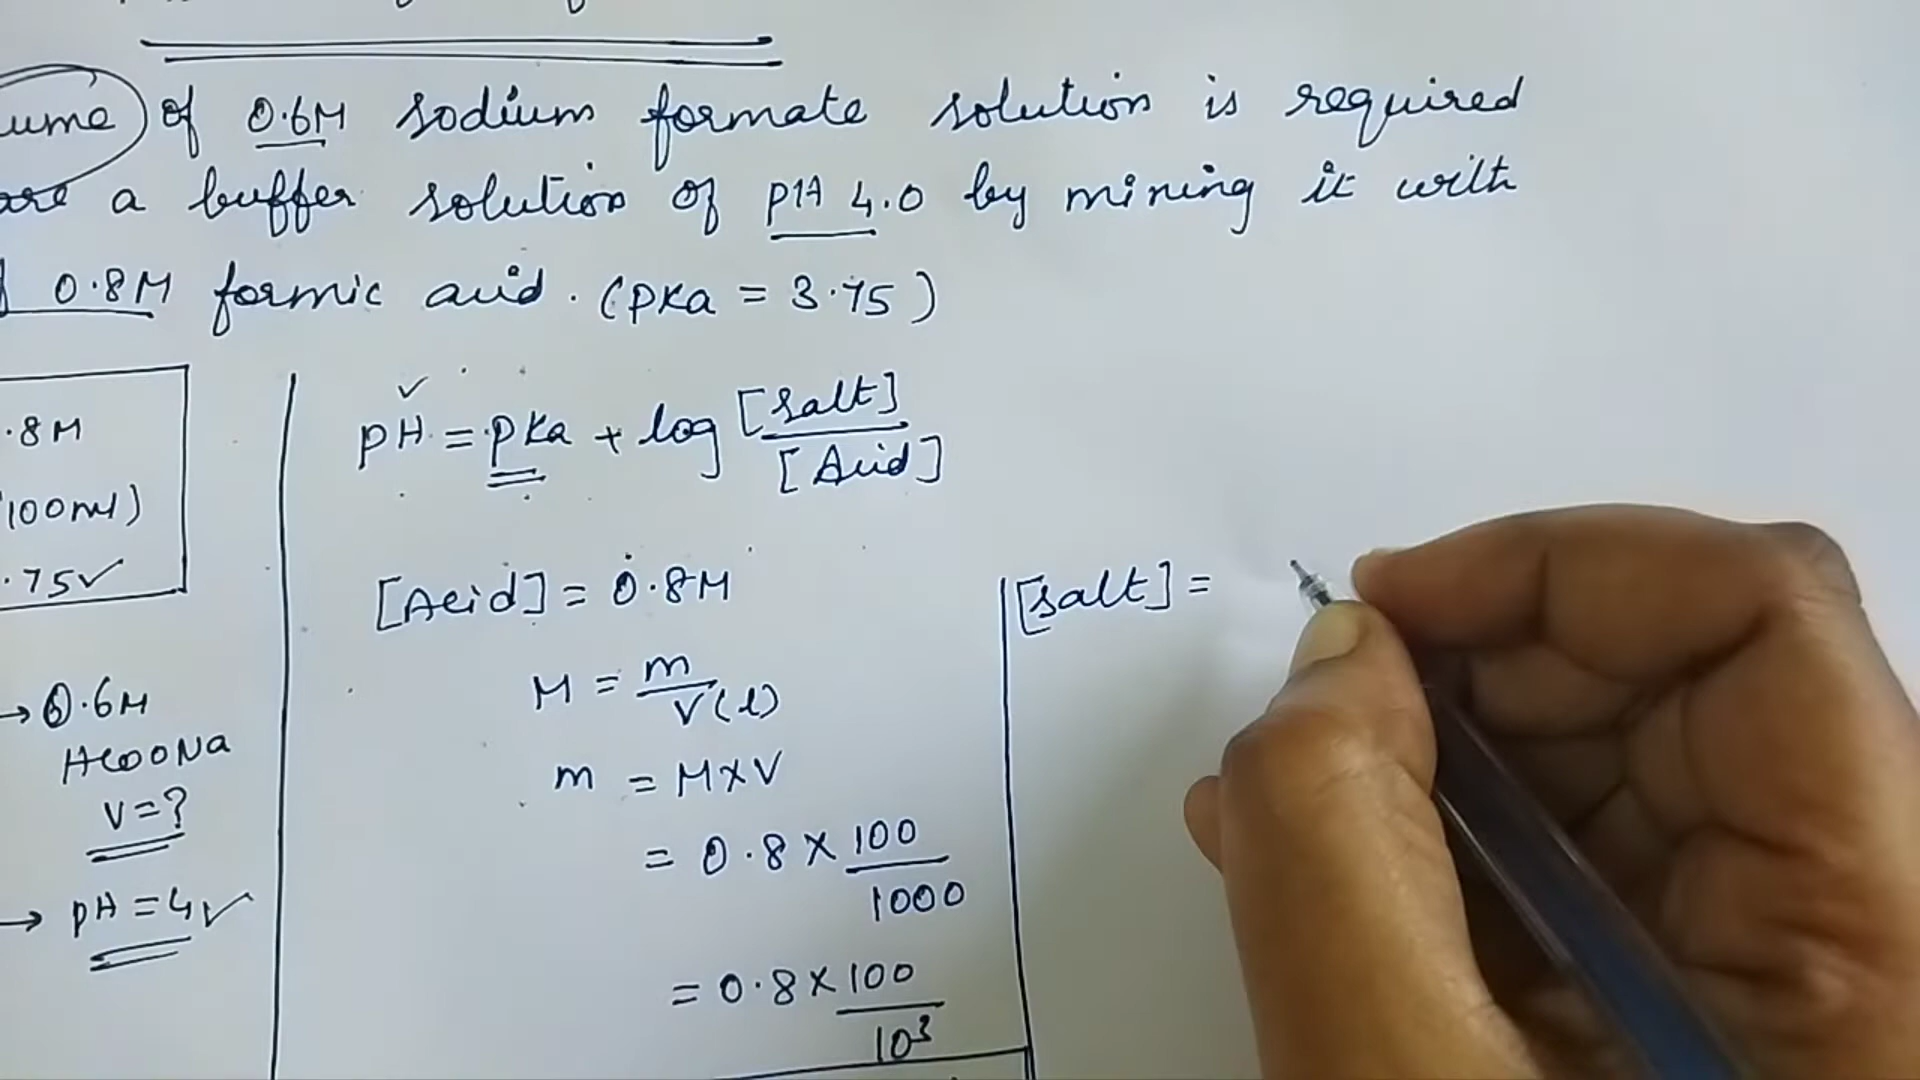 of 0.6M sodium formate solution is required
a buffer solution of pH 4.0 by mining it with
0.8M formic acid. (pKa = 3.75)
.8M
100ml)
.75✓
→ 0.6M
HCOONa
V=?
→ pH = 4 ✓
✓
pH = pKa + log [salt]
[Acid]
[Acid] = 0.8M
M = m
V(l)
m = M×V
= 0.8 × 100
1000
= 0.8 × 100
10³
[salt] =